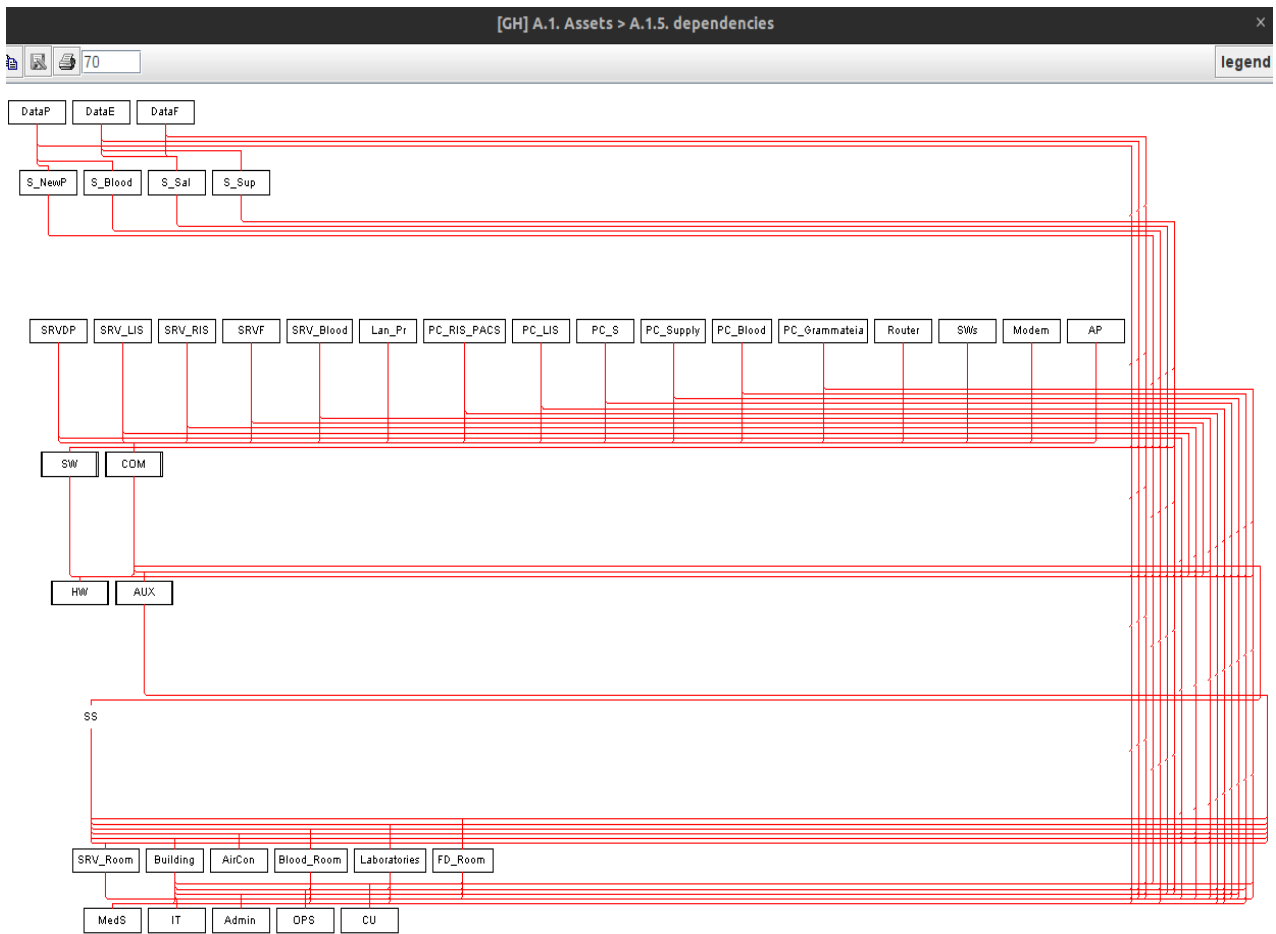 [GH] A.1. Assets > A.1.5. dependencies ×
70 legend
DataP DataE DataF
S_NewP S_Blood S_Sal S_Sup
SRVDP SRV_LIS SRV_RIS SRVF SRV_Blood Lan_Pr PC_RIS_PACS PC_LIS PC_S PC_Supply PC_Blood PC_Grammateia Router SWs Modem AP
SW COM
HW AUX
SS
SRV_Room Building AirCon Blood_Room Laboratories FD_Room
MedS IT Admin OPS CU